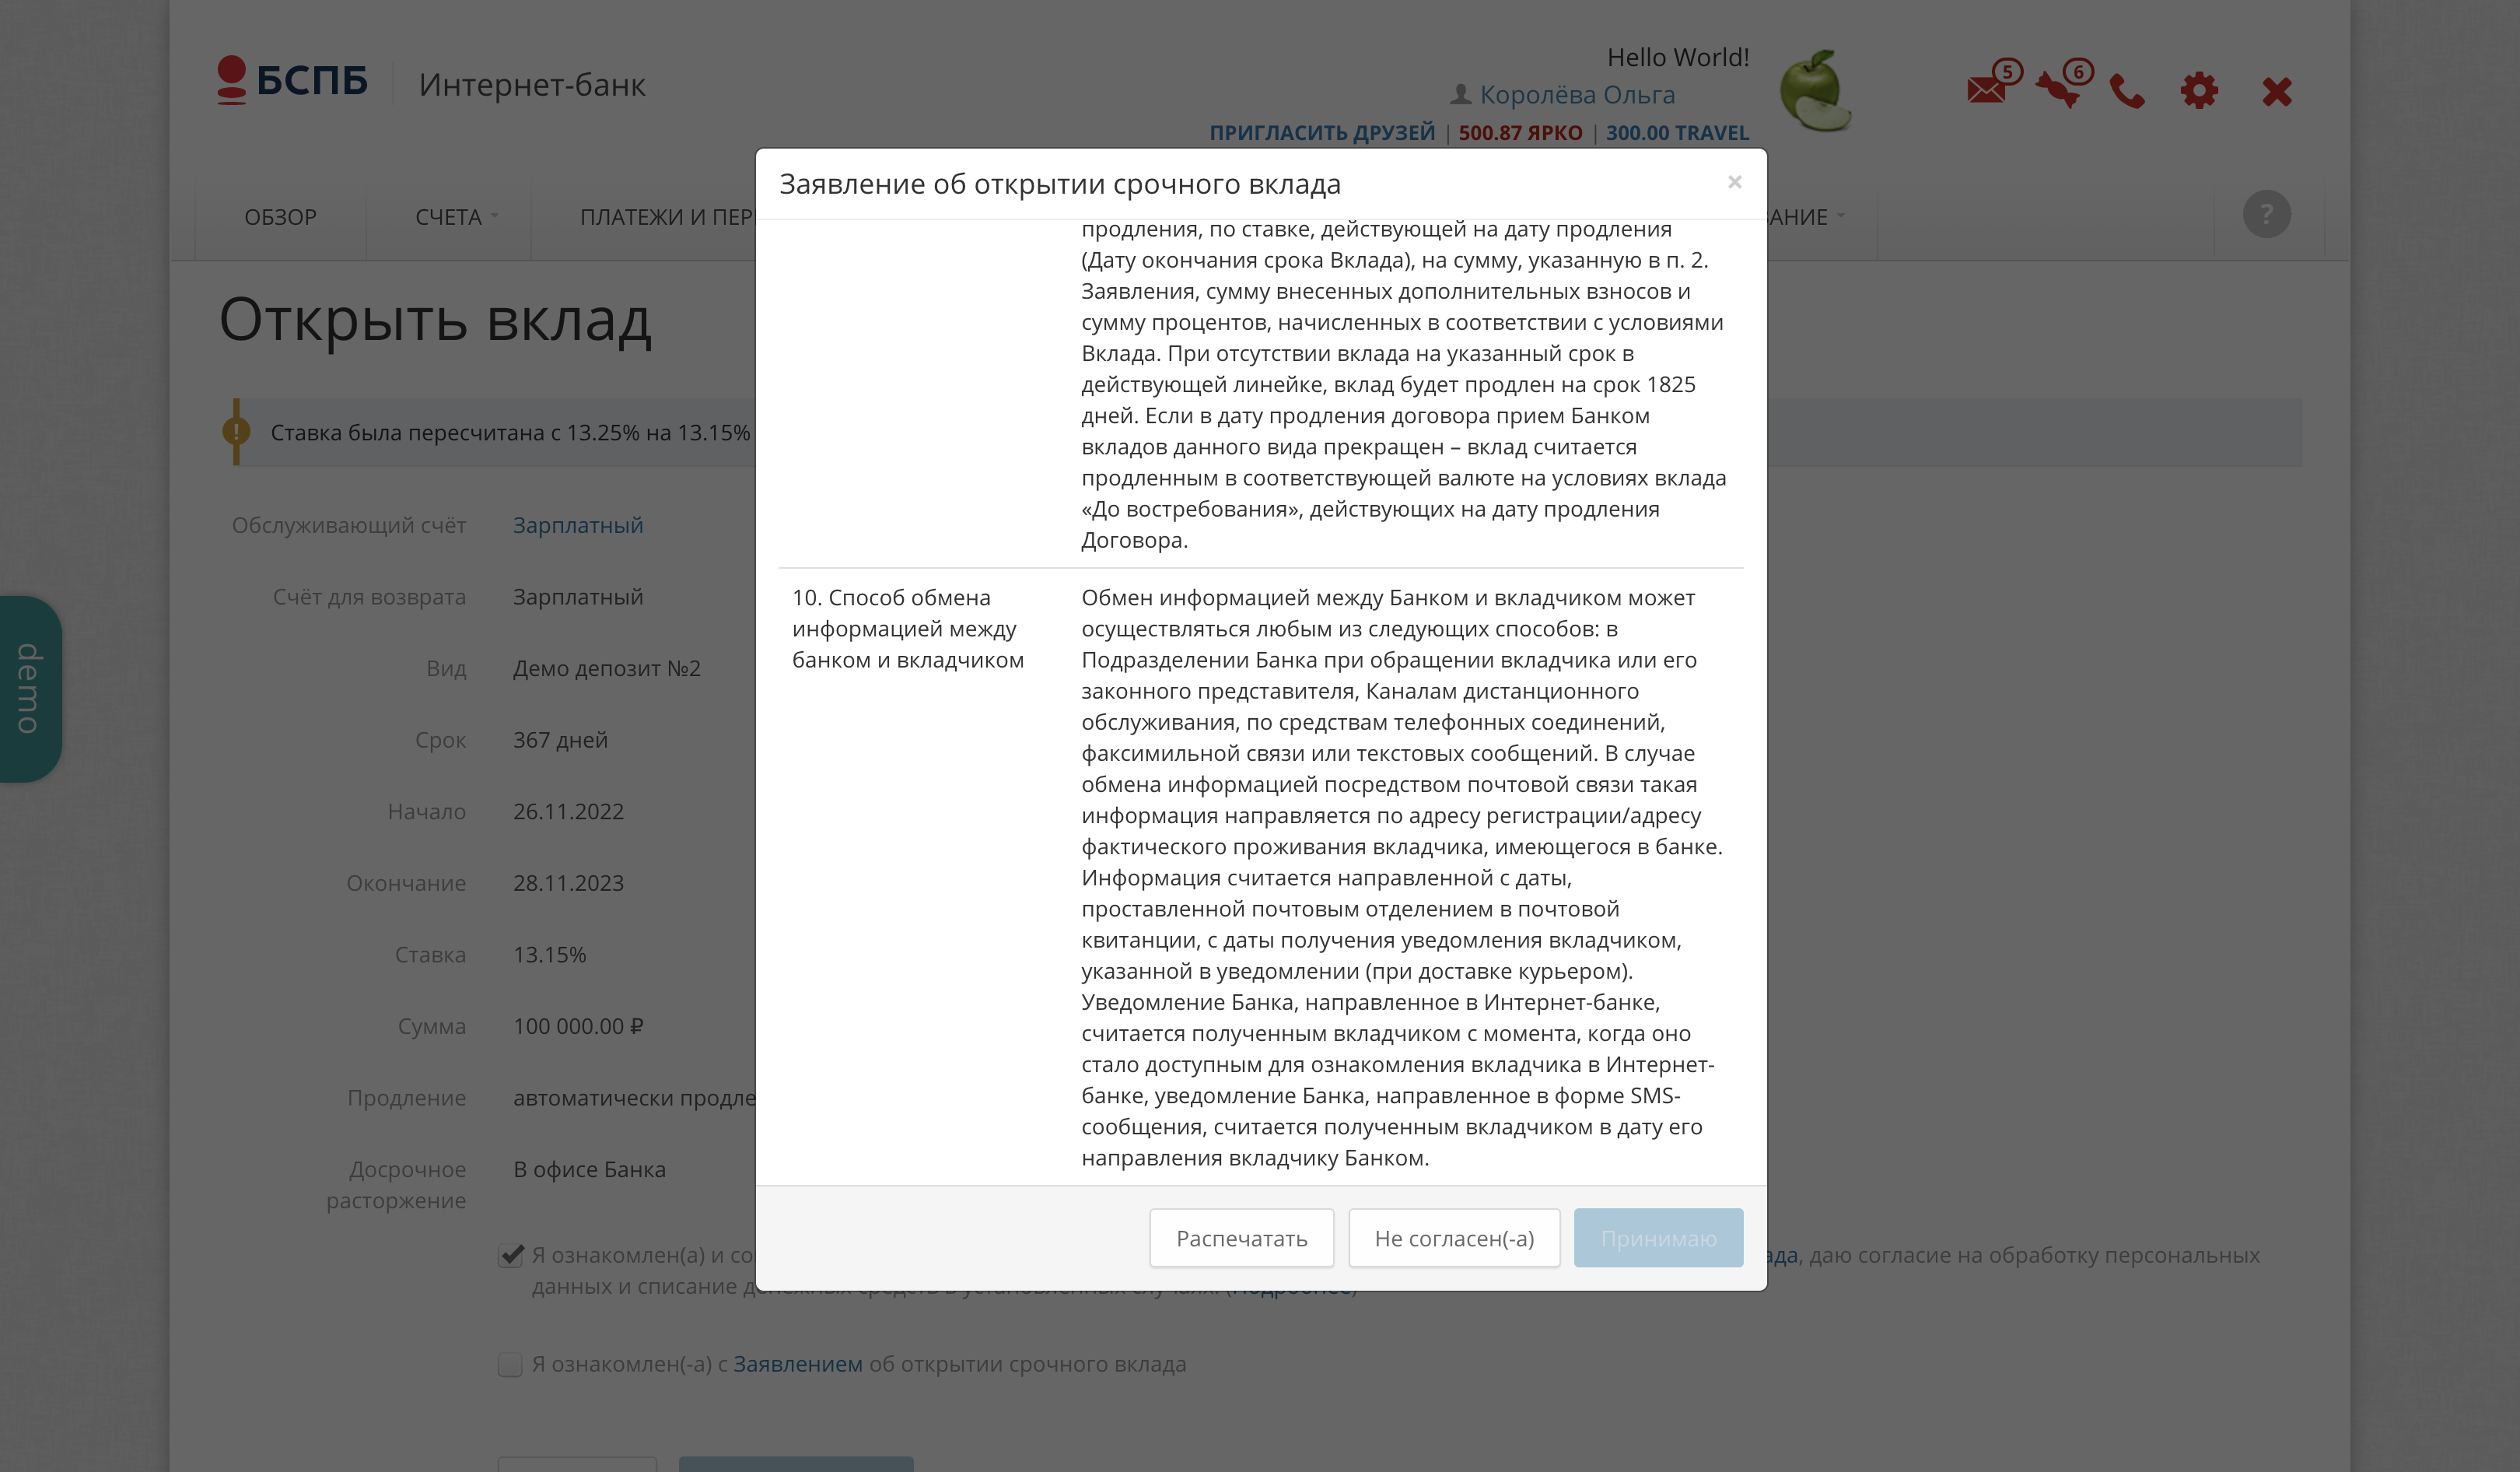 БСПБ
Интернет-банк
Hello World!
Королёва Ольга
ПРИГЛАСИТЬ ДРУЗЕЙ | 500.87 ЯРКО | 300.00 TRAVEL
5
6
ОБЗОР
СЧЕТА
ПЛАТЕЖИ И ПЕР
АНИЕ
?
Открыть вклад
!
Ставка была пересчитана с 13.25% на 13.15%
Обслуживающий счёт
Зарплатный
Счёт для возврата
Зарплатный
Вид
Демо депозит №2
Срок
367 дней
Начало
26.11.2022
Окончание
28.11.2023
Ставка
13.15%
Сумма
100 000.00 ₽
Продление
автоматически продле
Досрочное
расторжение
В офисе Банка
Я ознакомлен(а) и со
ада, даю согласие на обработку персональных
данных и списание денежных средств в установленных случаях. (Подробнее)
Я ознакомлен(-а) с Заявлением об открытии срочного вклада
demo
Заявление об открытии срочного вклада
×
продления, по ставке, действующей на дату продления
(Дату окончания срока Вклада), на сумму, указанную в п. 2.
Заявления, сумму внесенных дополнительных взносов и
сумму процентов, начисленных в соответствии с условиями
Вклада. При отсутствии вклада на указанный срок в
действующей линейке, вклад будет продлен на срок 1825
дней. Если в дату продления договора прием Банком
вкладов данного вида прекращен – вклад считается
продленным в соответствующей валюте на условиях вклада
«До востребования», действующих на дату продления
Договора.
10. Способ обмена
информацией между
банком и вкладчиком
Обмен информацией между Банком и вкладчиком может
осуществляться любым из следующих способов: в
Подразделении Банка при обращении вкладчика или его
законного представителя, Каналам дистанционного
обслуживания, по средствам телефонных соединений,
факсимильной связи или текстовых сообщений. В случае
обмена информацией посредством почтовой связи такая
информация направляется по адресу регистрации/адресу
фактического проживания вкладчика, имеющегося в банке.
Информация считается направленной с даты,
проставленной почтовым отделением в почтовой
квитанции, с даты получения уведомления вкладчиком,
указанной в уведомлении (при доставке курьером).
Уведомление Банка, направленное в Интернет-банке,
считается полученным вкладчиком с момента, когда оно
стало доступным для ознакомления вкладчика в Интернет-
банке, уведомление Банка, направленное в форме SMS-
сообщения, считается полученным вкладчиком в дату его
направления вкладчику Банком.
Распечатать
Не согласен(-а)
Принимаю